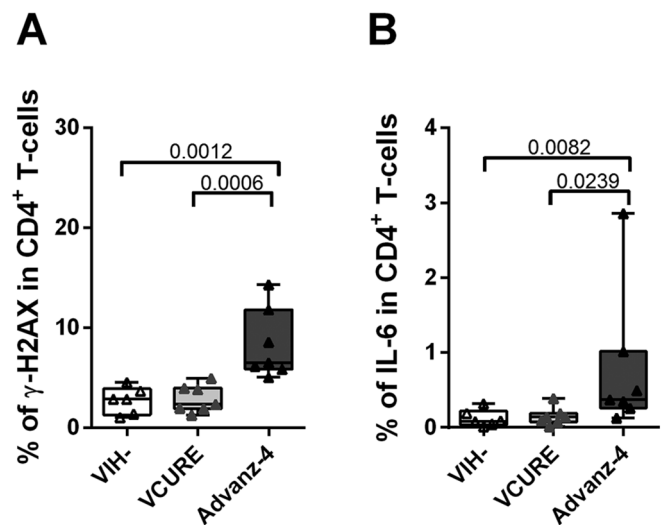 A
B
% of γ-H2AX in CD4⁺ T-cells
30
20
10
0
0.0012
0.0006
VIH-
VCURE
Advanz-4
% of IL-6 in CD4⁺ T-cells
4
3
2
1
0
0.0082
0.0239
VIH-
VCURE
Advanz-4